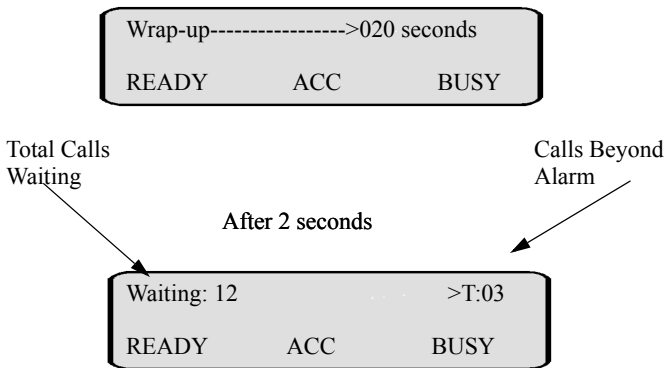 Wrap-up----------------->020 seconds
READY ACC BUSY
Total Calls
Waiting
Calls Beyond
Alarm
After 2 seconds
Waiting: 12 >T:03
READY ACC BUSY